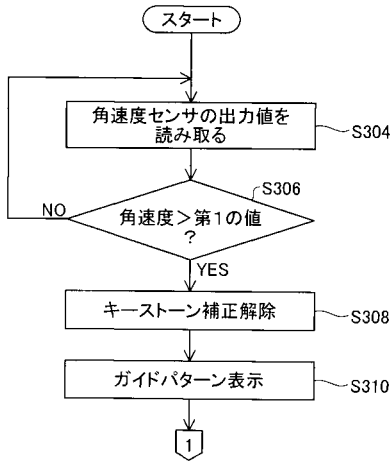 スタート
角速度センサの出力値を
読み取る
S304
S306
角速度＞第1の値
?
NO
YES
キーストーン補正解除
S308
ガイドパターン表示
S310
1